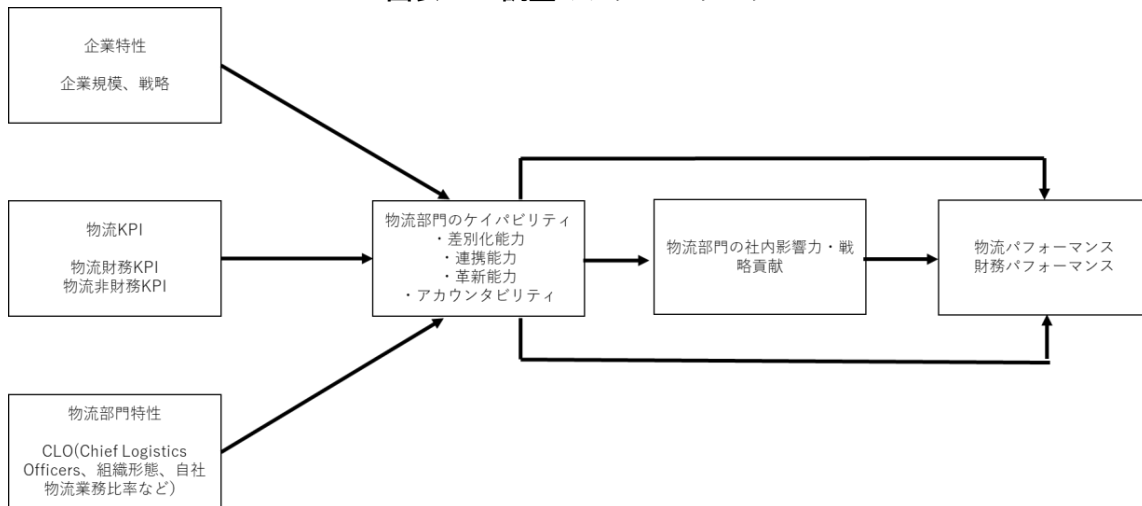 企業特性
企業規模、戦略
物流KPI
物流財務KPI
物流非財務KPI
物流部門特性
CLO(Chief Logistics
Officers、組織形態、自社
物流業務比率など)
物流部門のケイパビリティ
・差別化能力
・連携能力
・革新能力
・アカウンタビリティ
物流部門の社内影響力・戦
略貢献
物流パフォーマンス
財務パフォーマンス